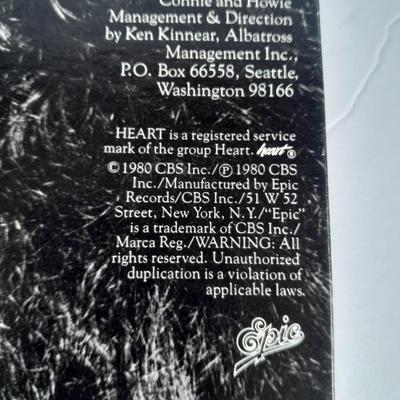 Connie and Howie
Management & Direction
by Ken Kinnear, Albatross
Management Inc.,
P.O. Box 66558, Seattle,
Washington 98166
HEART is a registered service
mark of the group Heart. heart®
© 1980 CBS Inc./℗ 1980 CBS
Inc./Manufactured by Epic
Records/CBS Inc./51 W 52
Street, New York, N.Y./“Epic”
is a trademark of CBS Inc./
Marca Reg./WARNING: All
rights reserved. Unauthorized
duplication is a violation of
applicable laws.
Epic